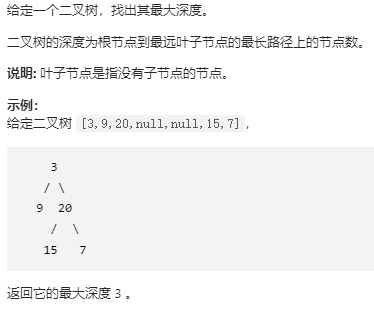 给定一个二叉树，找出其最大深度。
二叉树的深度为根节点到最远叶子节点的最长路径上的节点数。
说明: 叶子节点是指没有子节点的节点。
示例：
给定二叉树 [3,9,20,null,null,15,7]，
3
/ \
9 20
/ \
15 7
返回它的最大深度 3 。